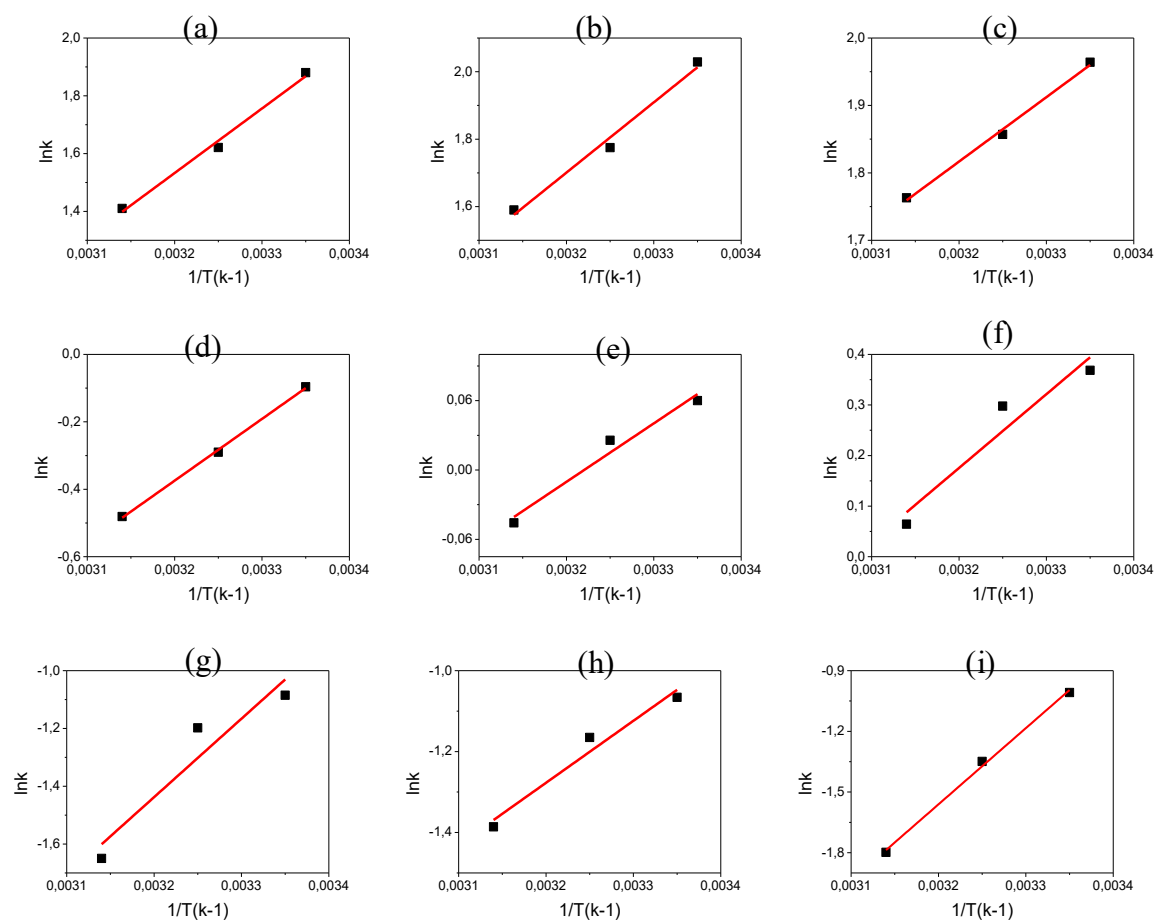 (a)
2,0
1,8
1,6
1,4
lnk
0,0031 0,0032 0,0033 0,0034
1/T(k-1)
(b)
2,0
1,8
1,6
lnk
0,0031 0,0032 0,0033 0,0034
1/T(k-1)
(c)
2,0
1,9
1,8
1,7
lnk
0,0031 0,0032 0,0033 0,0034
1/T(k-1)
(d)
0,0
-0,2
-0,4
-0,6
lnk
0,0031 0,0032 0,0033 0,0034
1/T(k-1)
(e)
0,06
0,00
-0,06
lnk
0,0031 0,0032 0,0033 0,0034
1/T(k-1)
(f)
0,4
0,3
0,2
0,1
0,0
lnk
0,0031 0,0032 0,0033 0,0034
1/T(k-1)
(g)
-1,0
-1,2
-1,4
-1,6
lnk
0,0031 0,0032 0,0033 0,0034
1/T(k-1)
(h)
-1,0
-1,2
-1,4
lnk
0,0031 0,0032 0,0033 0,0034
1/T(k-1)
(i)
-0,9
-1,2
-1,5
-1,8
lnk
0,0031 0,0032 0,0033 0,0034
1/T(k-1)